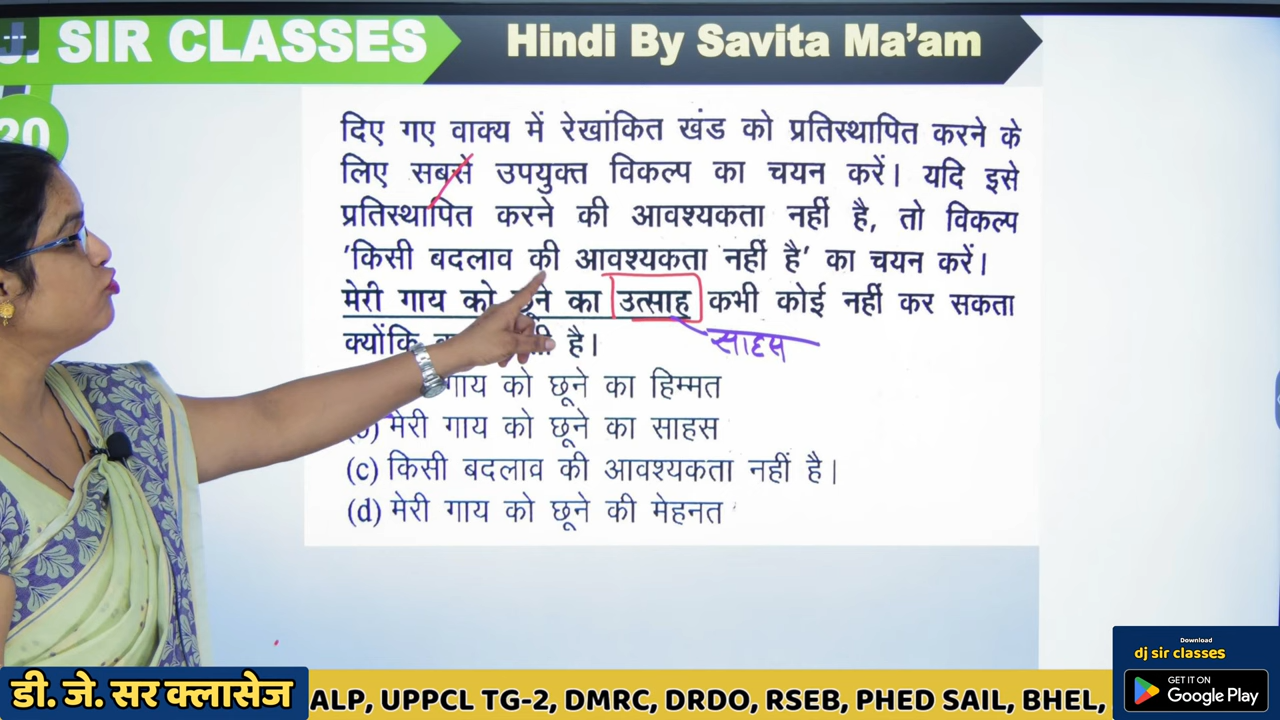 SIR CLASSES
Hindi By Savita Ma’am
20
दिए गए वाक्य में रेखांकित खंड को प्रतिस्थापित करने के
लिए सबसे उपयुक्त विकल्प का चयन करें। यदि इसे
प्रतिस्थापित करने की आवश्यकता नहीं है, तो विकल्प
'किसी बदलाव की आवश्यकता नहीं है' का चयन करें।
मेरी गाय को छूने का उत्साह कभी कोई नहीं कर सकता
क्योंकि है।
साहस
गाय को छूने का हिम्मत
मेरी गाय को छूने का साहस
(c) किसी बदलाव की आवश्यकता नहीं है।
(d) मेरी गाय को छूने की मेहनत
Download
dj sir classes
GET IT ON
Google Play
डी. जे. सर क्लासेज
ALP, UPPCL TG-2, DMRC, DRDO, RSEB, PHED SAIL, BHEL,